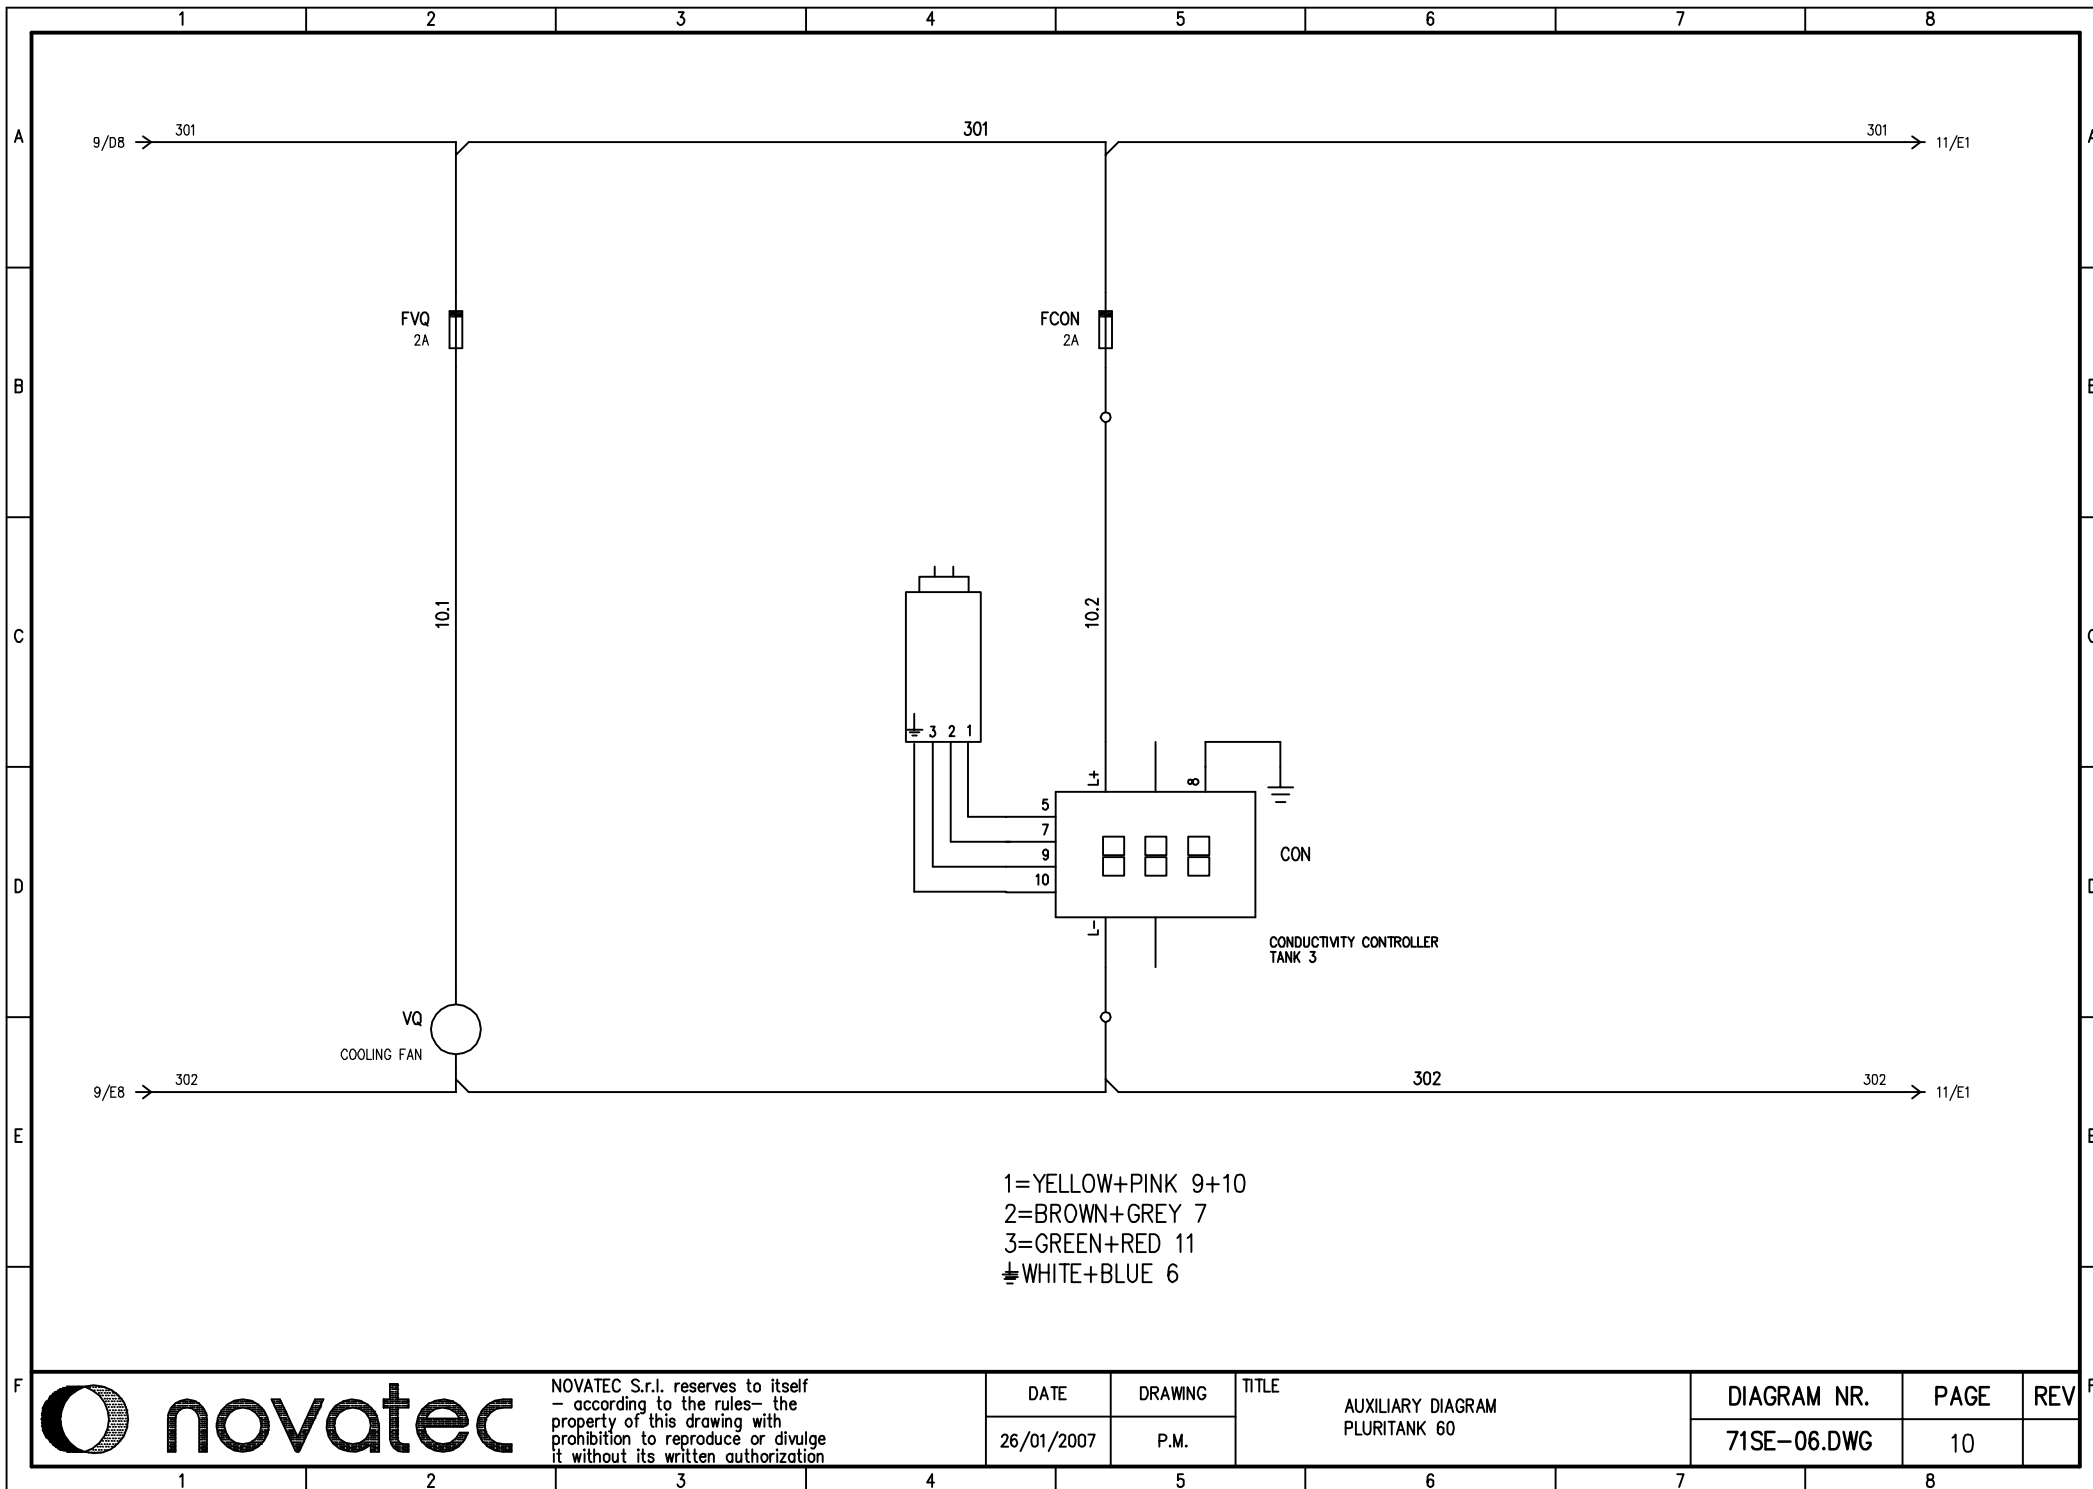 1 2 3 4 5 6 7 8
A
9/D8 301 301 301 11/E1
A
FVQ
2A
FCON
2A
B
10.1
10.2
C
3 2 1
L+ 8
5
7
9
10
CON
D
L-
CONDUCTIVITY CONTROLLER
TANK 3
VQ
COOLING FAN
9/E8 302 302 302 11/E1
E
1=YELLOW+PINK 9+10
2=BROWN+GREY 7
3=GREEN+RED 11
WHITE+BLUE 6
F
novatec
NOVATEC S.r.l. reserves to itself
- according to the rules- the
property of this drawing with
prohibition to reproduce or divulge
it without its written authorization
DATE
26/01/2007
DRAWING
P.M.
TITLE
AUXILIARY DIAGRAM
PLURITANK 60
DIAGRAM NR.
71SE-06.DWG
PAGE
10
REV
1 2 3 4 5 6 7 8